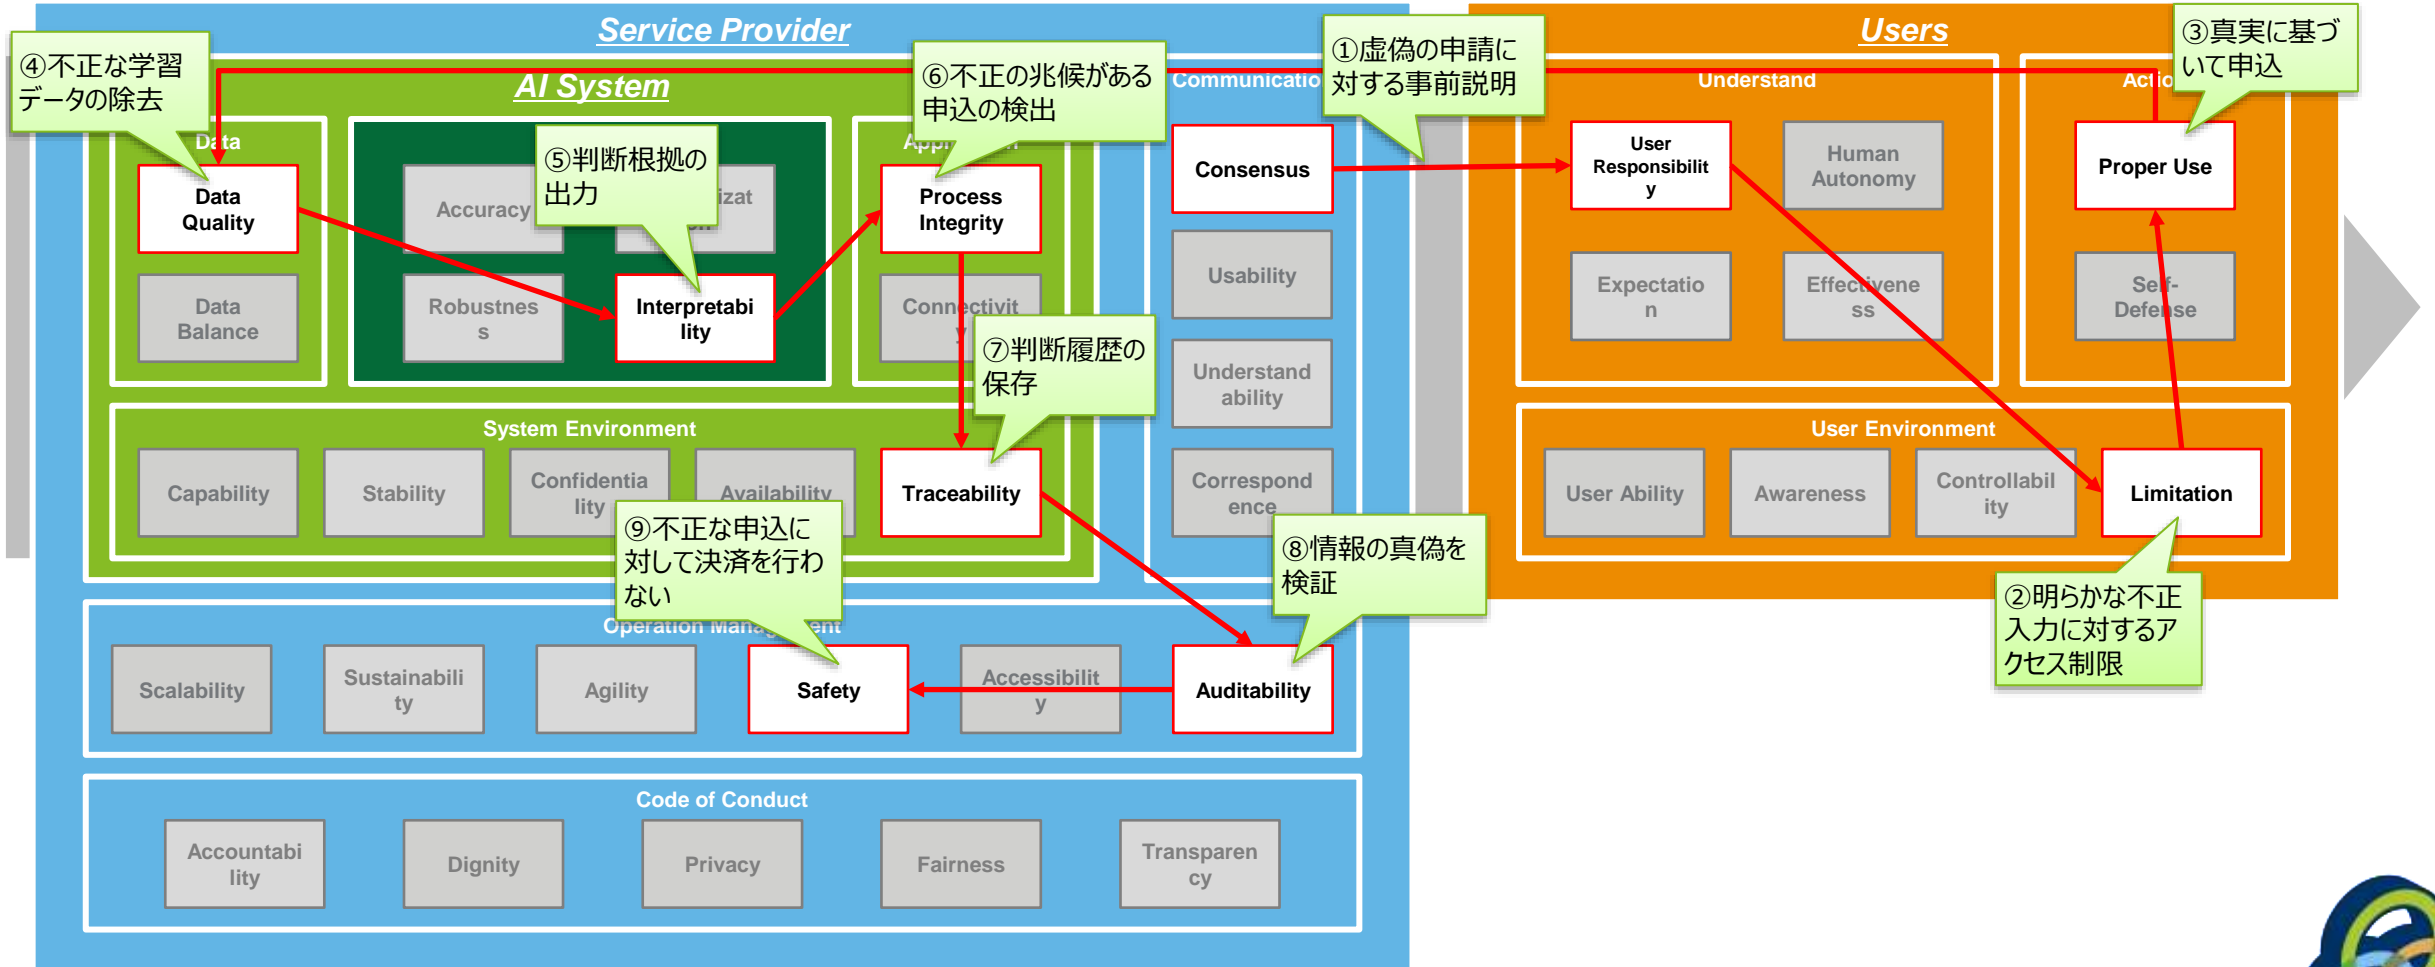 Service Provider
Users
④不正な学習
データの除去
AI System
⑥不正の兆候がある
申込の検出
①虚偽の申請に
対する事前説明
③真実に基づ
いて申込
Understand
Data
Data
Quality
Data
Balance
Accuracy
⑤判断根拠の
出力
Robustnes
s
Interpretabi
lity
Process
Integrity
Connectivit
y
⑦判断履歴の
保存
Consensus
Usability
Understand
ability
Correspond
ence
User
Responsibilit
y
Human
Autonomy
Expectatio
n
Effectivene
ss
Proper Use
Self-
Defense
System Environment
Capability
Stability
Confidentia
lity
Availability
Traceability
User Environment
User Ability
Awareness
Controllabil
ity
Limitation
⑨不正な申込に
対して決済を行わ
ない
⑧情報の真偽を
検証
②明らかな不正
入力に対するア
クセス制限
Operation Management
Scalability
Sustainabili
ty
Agility
Safety
Accessibilit
y
Auditability
Code of Conduct
Accountabi
lity
Dignity
Privacy
Fairness
Transparen
cy